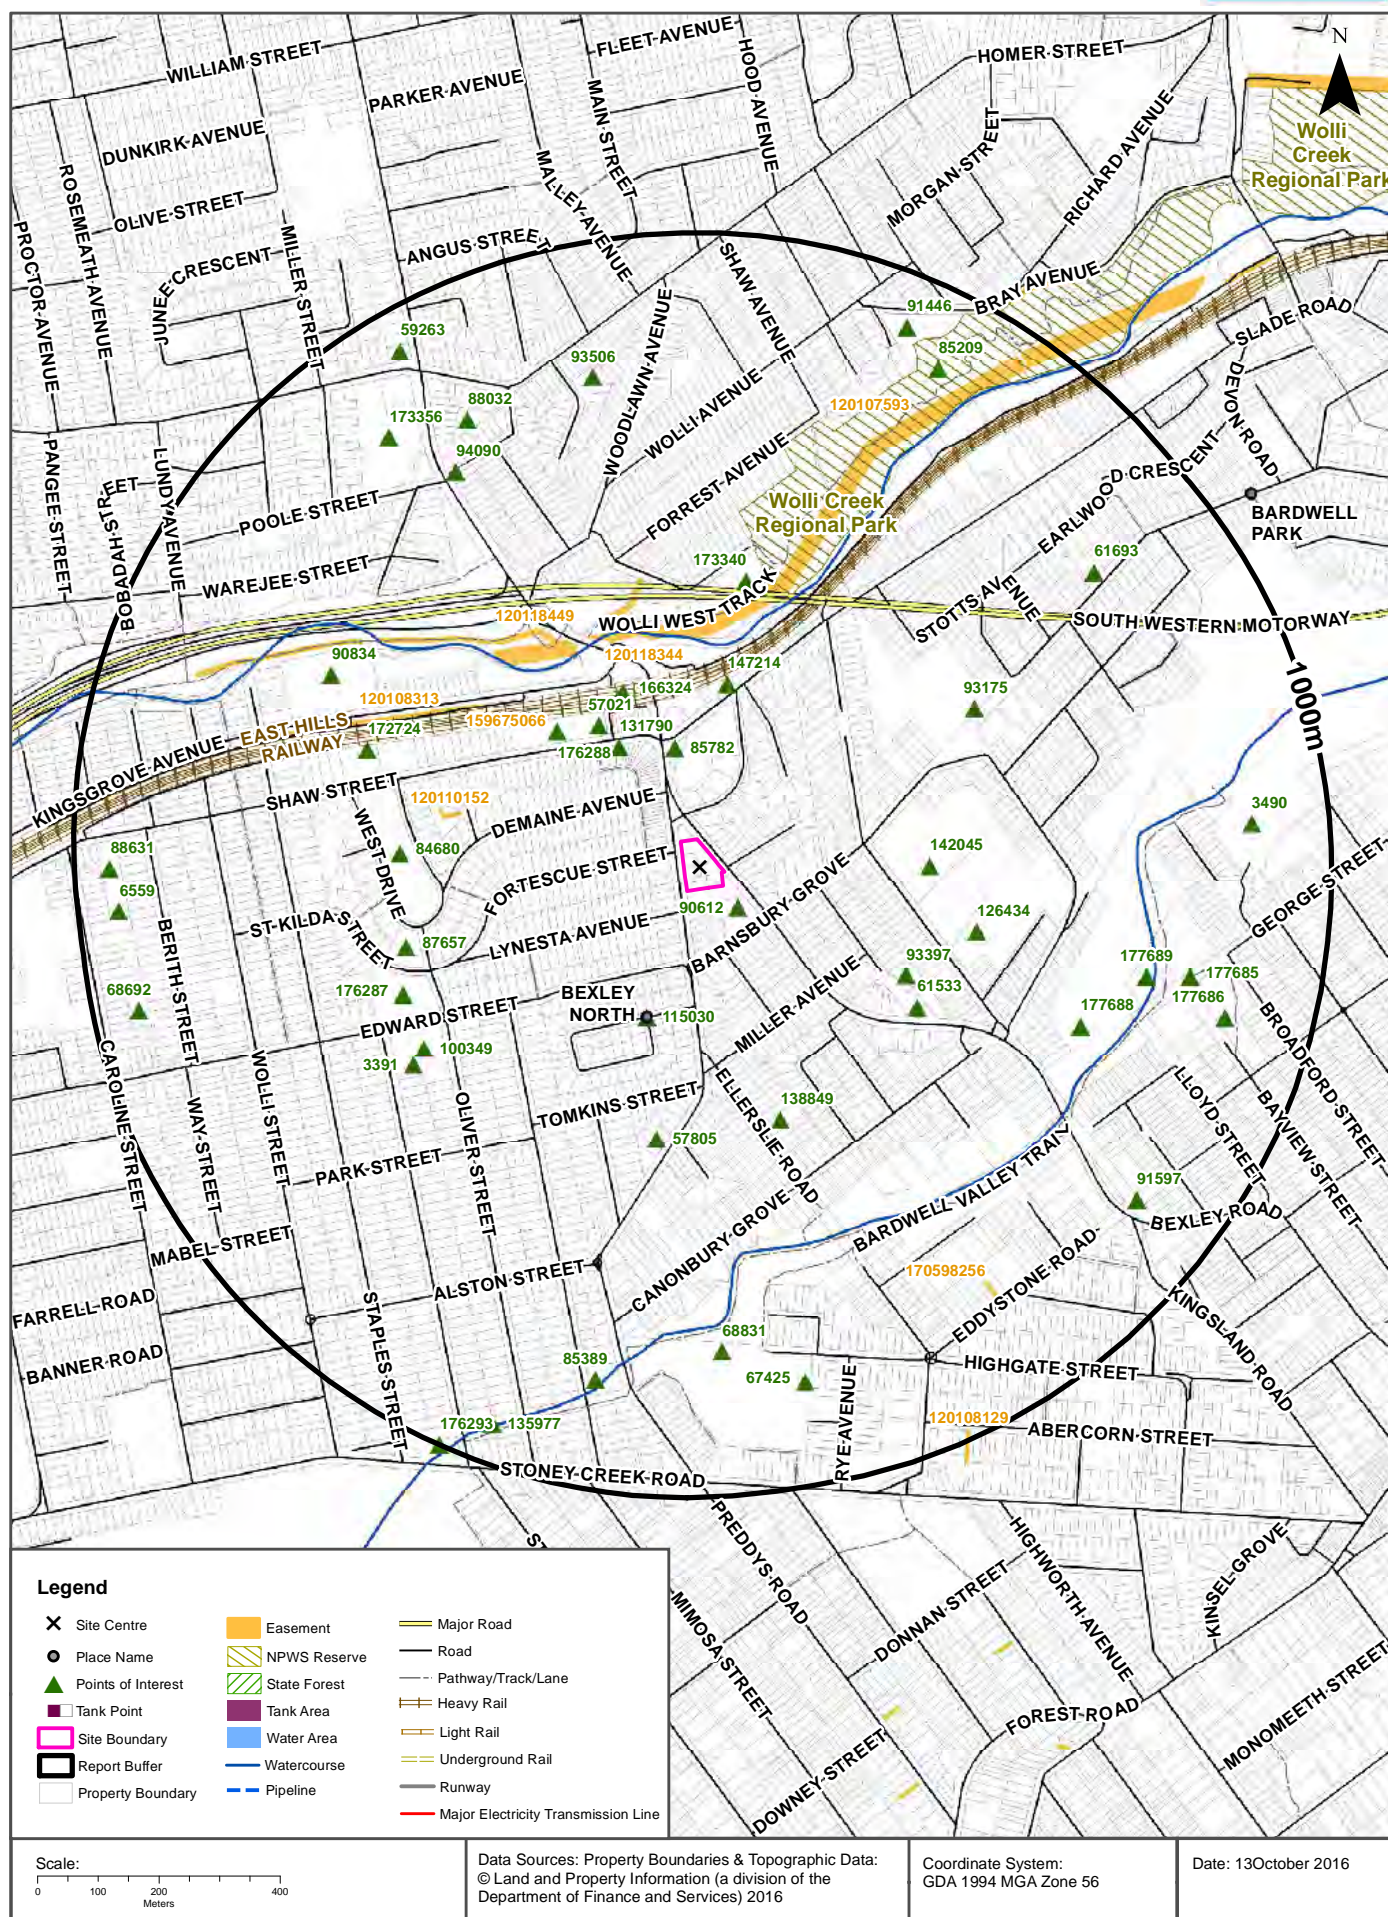 N
FLEET AVENUE
WILLIAM STREET
HOMER STREET
HOOD AVENUE
PARKER AVENUE
MAIN STREET
RICHARD AVENUE
DUNKIRK AVENUE
MORGAN STREET
Wolli
Creek
Regional Park
MALLEY AVENUE
ROSEMEATH AVENUE
OLIVE STREET
PROCTOR AVENUE
MILLER STREET
ANGUS STREET
SHAW AVENUE
JUNEE CRESCENT
BRAY AVENUE
91446
SLADE ROAD
59263
93506
WOODLAWN AVENUE
85209
DEVON ROAD
88032
WOLLI AVENUE
120107593
173356
94090
PANGEE STREET
LUNDY AVENUE
BOBADAH STREET
POOLE STREET
FORREST AVENUE
Wolli Creek
Regional Park
EARLWOOD CRESCENT
BARDWELL
PARK
WAREJEE STREET
173340
61693
STOTTS AVENUE
120118449
WOLLI WEST TRACK
SOUTH WESTERN MOTORWAY
90834
120118344
147214
1000m
120108313
166324
93175
57021
EAST HILLS
RAILWAY
159675066
131790
KINGSGROVE AVENUE
172724
176288
85782
SHAW STREET
120110152
DEMAINE AVENUE
3490
WEST DRIVE
88631
84680
FORTESCUE STREET
142045
GEORGE STREET
6559
BARNSBURY GROVE
90612
126434
BERITH STREET
ST KILDA STREET
87657
LYNESTA AVENUE
93397
177689
177685
68692
176287
BEXLEY
NORTH
61533
177688
177686
EDWARD STREET
115030
MILLER AVENUE
BROADFORD STREET
100349
3391
CAROLINE STREET
WOLLI STREET
WAY STREET
OLIVER STREET
TOMKINS STREET
ELLERSLIE ROAD
138849
LLOYD STREET
BAYVIEW STREET
57805
PARK STREET
BARDWELL VALLEY TRAIL
91597
BEXLEY ROAD
MABEL STREET
CANONBURY GROVE
ALSTON STREET
170598256
EDDYSTONE ROAD
FARRELL ROAD
STAPLES STREET
KINGSLAND ROAD
BANNER ROAD
68831
85389
67425
HIGHGATE STREET
RYE AVENUE
176293
135977
120108129
ABERCORN STREET
STONEY CREEK ROAD
PREDDYS ROAD
HIGHWORTH AVENUE
KINSEL GROVE
MIMOSA STREET
DONNAN STREET
FOREST ROAD
MONOMEETH STREET
DOWNEY STREET
Legend
Site Centre
Place Name
Points of Interest
Tank Point
Site Boundary
Report Buffer
Property Boundary
Easement
NPWS Reserve
State Forest
Tank Area
Water Area
Watercourse
Pipeline
Major Road
Road
Pathway/Track/Lane
Heavy Rail
Light Rail
Underground Rail
Runway
Major Electricity Transmission Line
Scale:
0 100 200 400
Meters
Data Sources: Property Boundaries & Topographic Data:
© Land and Property Information (a division of the
Department of Finance and Services) 2016
Coordinate System:
GDA 1994 MGA Zone 56
Date: 13October 2016